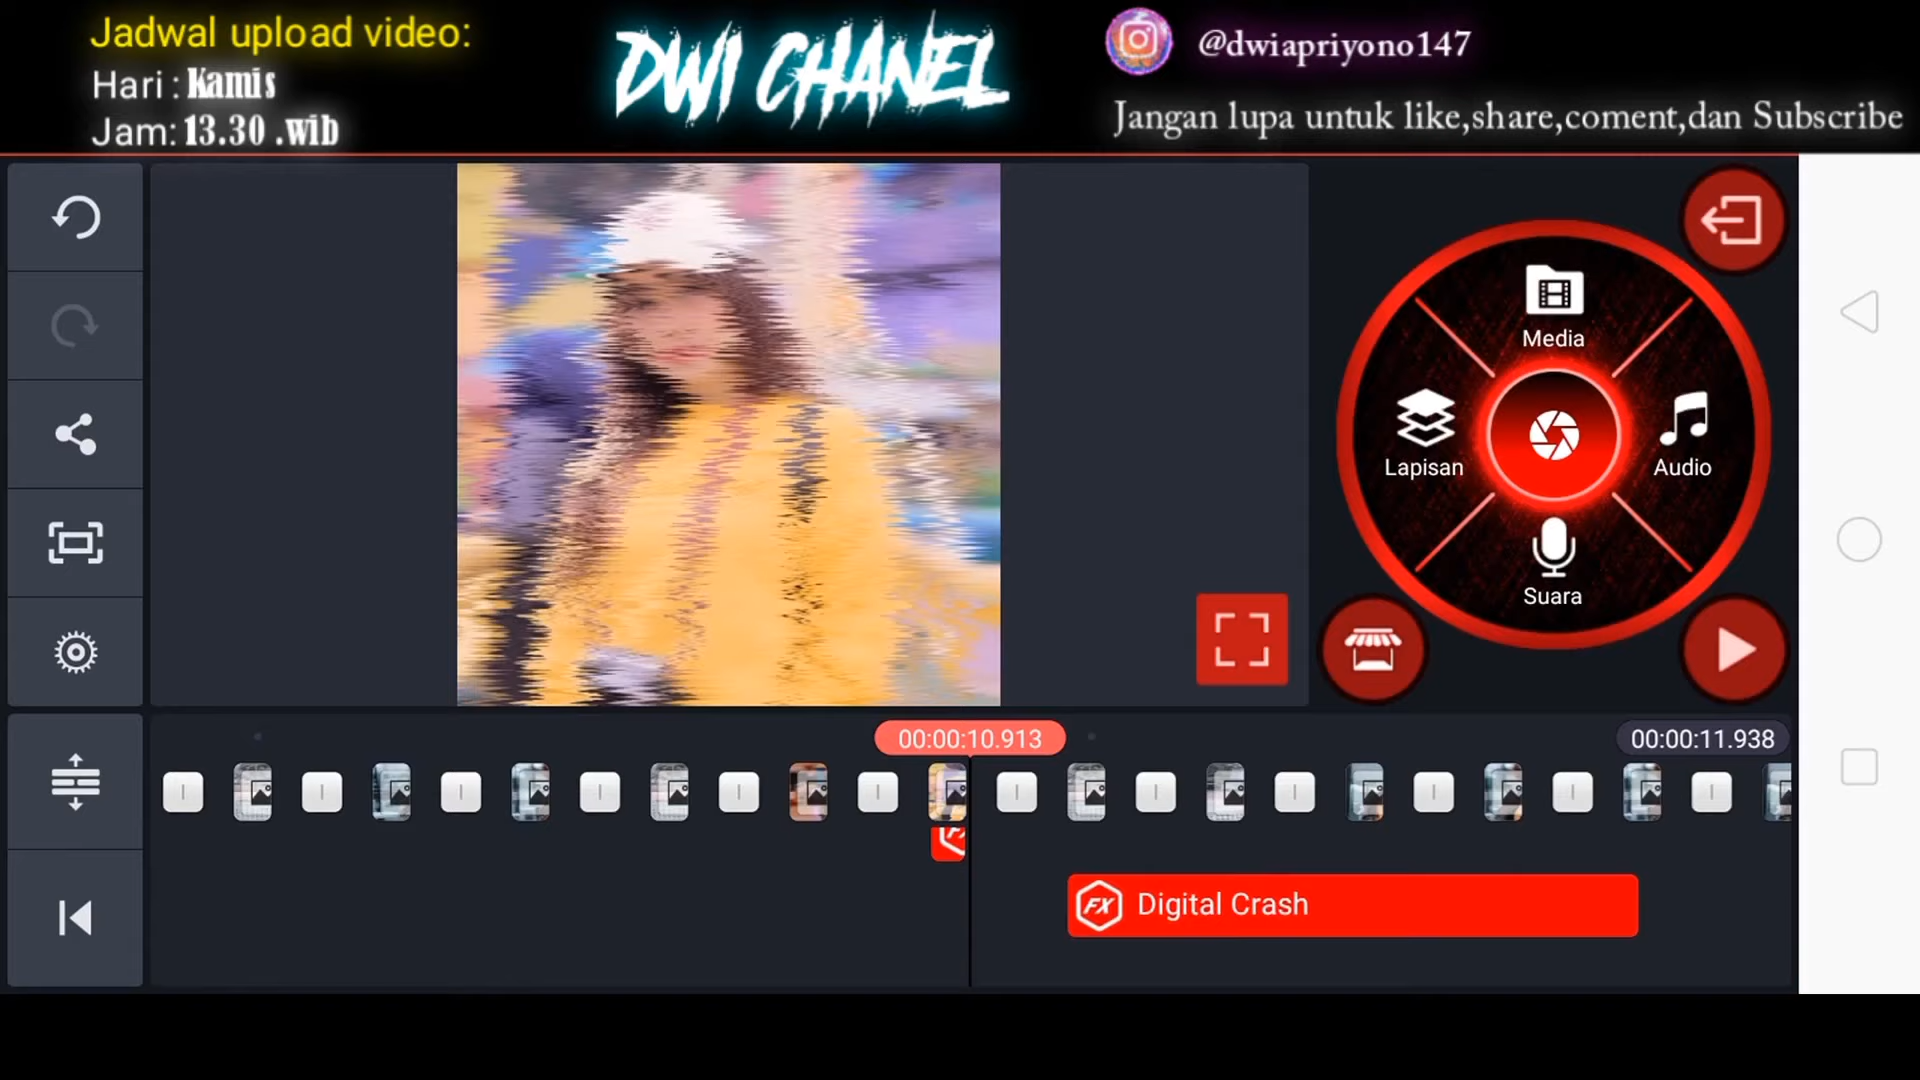 Jadwal upload video:
Hari : Kamis
Jam: 13.30 .wib
DWI CHANEL
@dwiapriyono147
Jangan lupa untuk like,share,coment,dan Subscribe
Media
Lapisan
Audio
Suara
00:00:10.913
00:00:11.938
FX Digital Crash